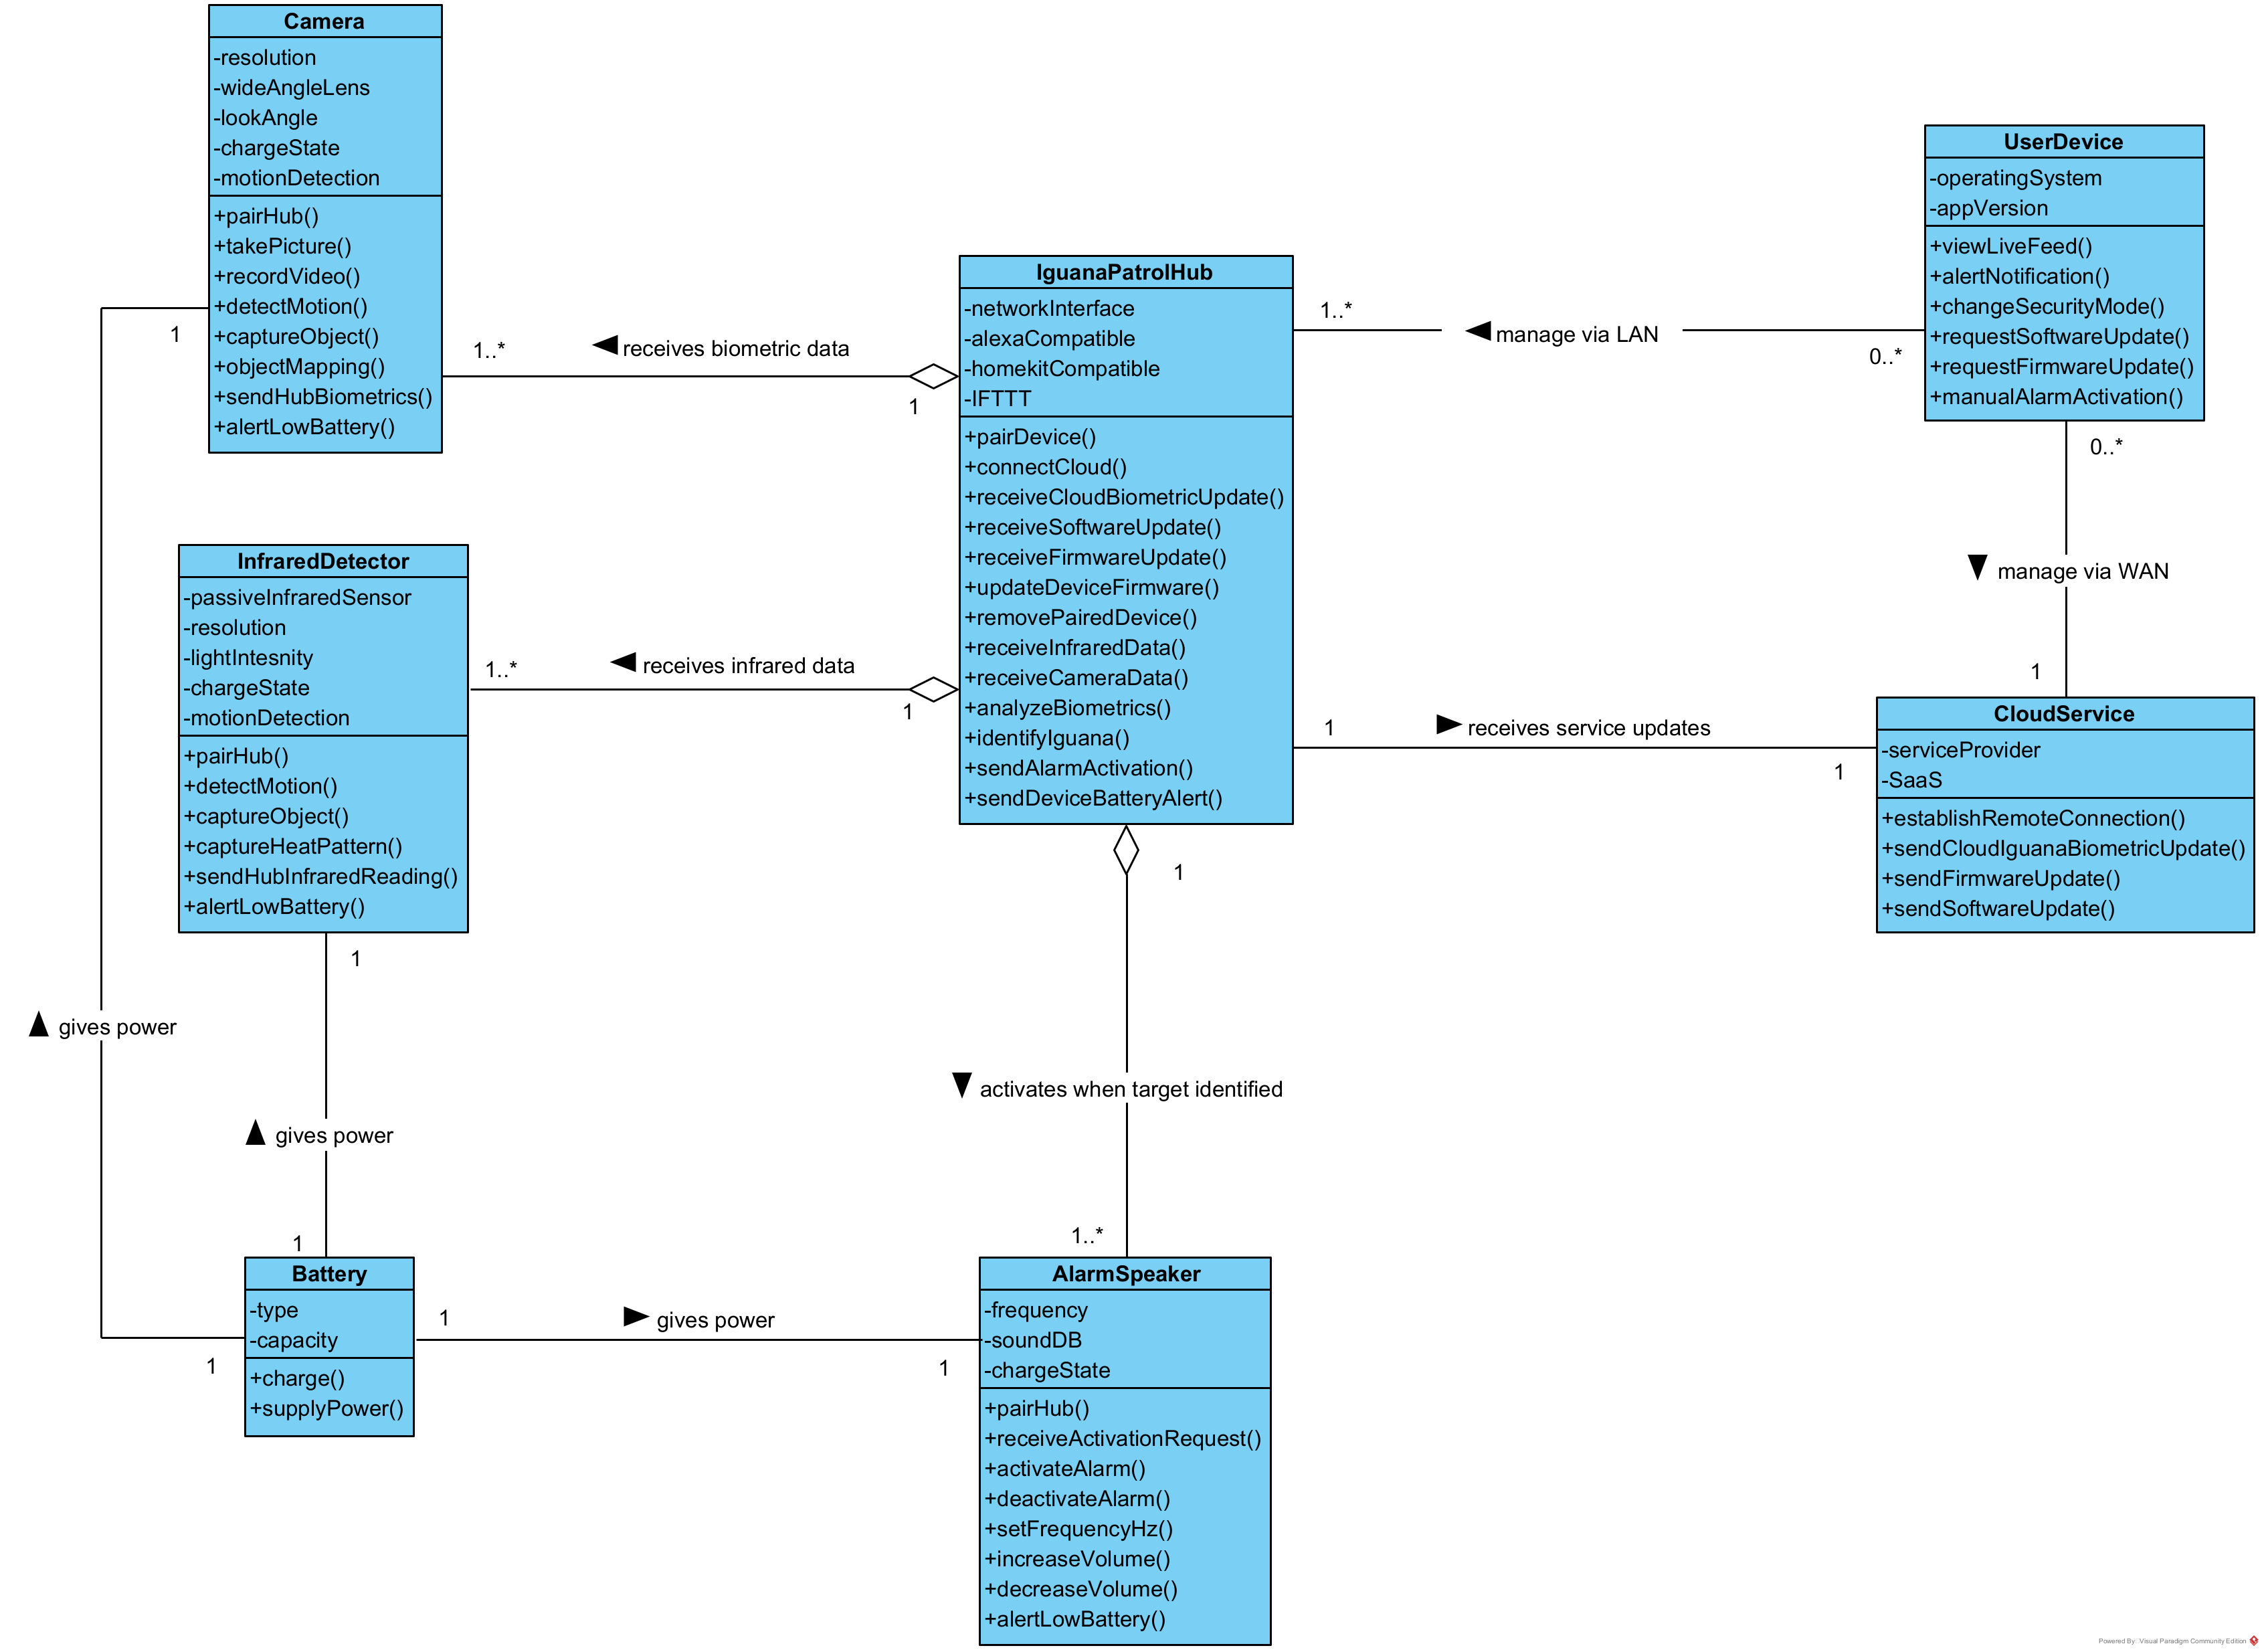 Camera
-resolution
-wideAngleLens
-lookAngle
-chargeState
-motionDetection
+pairHub()
+takePicture()
+recordVideo()
+detectMotion()
+captureObject()
+objectMapping()
+sendHubBiometrics()
+alertLowBattery()
1
1..*
receives biometric data
1
IguanaPatrolHub
-networkInterface
-alexaCompatible
-homekitCompatible
-IFTTT
+pairDevice()
+connectCloud()
+receiveCloudBiometricUpdate()
+receiveSoftwareUpdate()
+receiveFirmwareUpdate()
+updateDeviceFirmware()
+removePairedDevice()
+receiveInfraredData()
+receiveCameraData()
+analyzeBiometrics()
+identifyIguana()
+sendAlarmActivation()
+sendDeviceBatteryAlert()
1..*
manage via LAN
0..*
UserDevice
-operatingSystem
-appVersion
+viewLiveFeed()
+alertNotification()
+changeSecurityMode()
+requestSoftwareUpdate()
+requestFirmwareUpdate()
+manualAlarmActivation()
0..*
manage via WAN
1
InfraredDetector
-passiveInfraredSensor
-resolution
-lightIntesnity
-chargeState
-motionDetection
+pairHub()
+detectMotion()
+captureObject()
+captureHeatPattern()
+sendHubInfraredReading()
+alertLowBattery()
1..*
receives infrared data
1
1
receives service updates
1
CloudService
-serviceProvider
-SaaS
+establishRemoteConnection()
+sendCloudIguanaBiometricUpdate()
+sendFirmwareUpdate()
+sendSoftwareUpdate()
1
1
gives power
gives power
activates when target identified
1
1..*
Battery
-type
-capacity
+charge()
+supplyPower()
1
1
gives power
1
AlarmSpeaker
-frequency
-soundDB
-chargeState
+pairHub()
+receiveActivationRequest()
+activateAlarm()
+deactivateAlarm()
+setFrequencyHz()
+increaseVolume()
+decreaseVolume()
+alertLowBattery()
Powered By: Visual Paradigm Community Edition